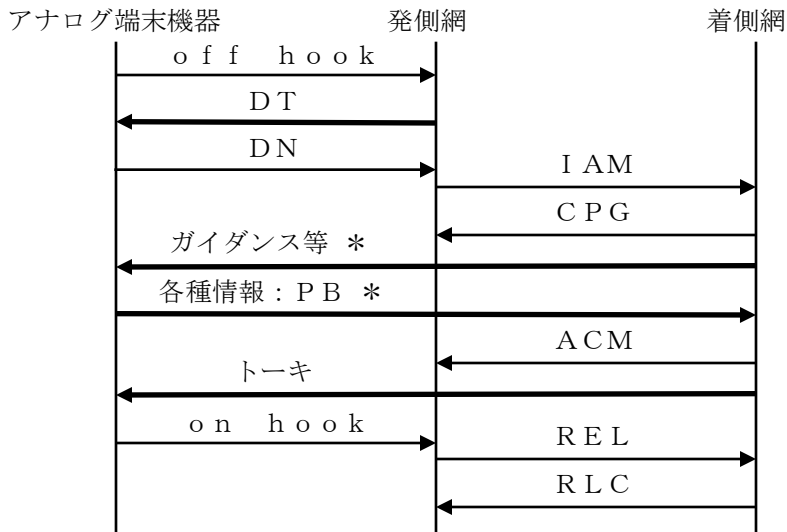 アナログ端末機器 発側網 着側網
ｏｆｆ ｈｏｏｋ
ＤＴ
ＤＮ
ＩＡＭ
ＣＰＧ
ガイダンス等 ＊
各種情報：ＰＢ ＊
ＡＣＭ
トーキ
ｏｎ ｈｏｏｋ
ＲＥＬ
ＲＬＣ